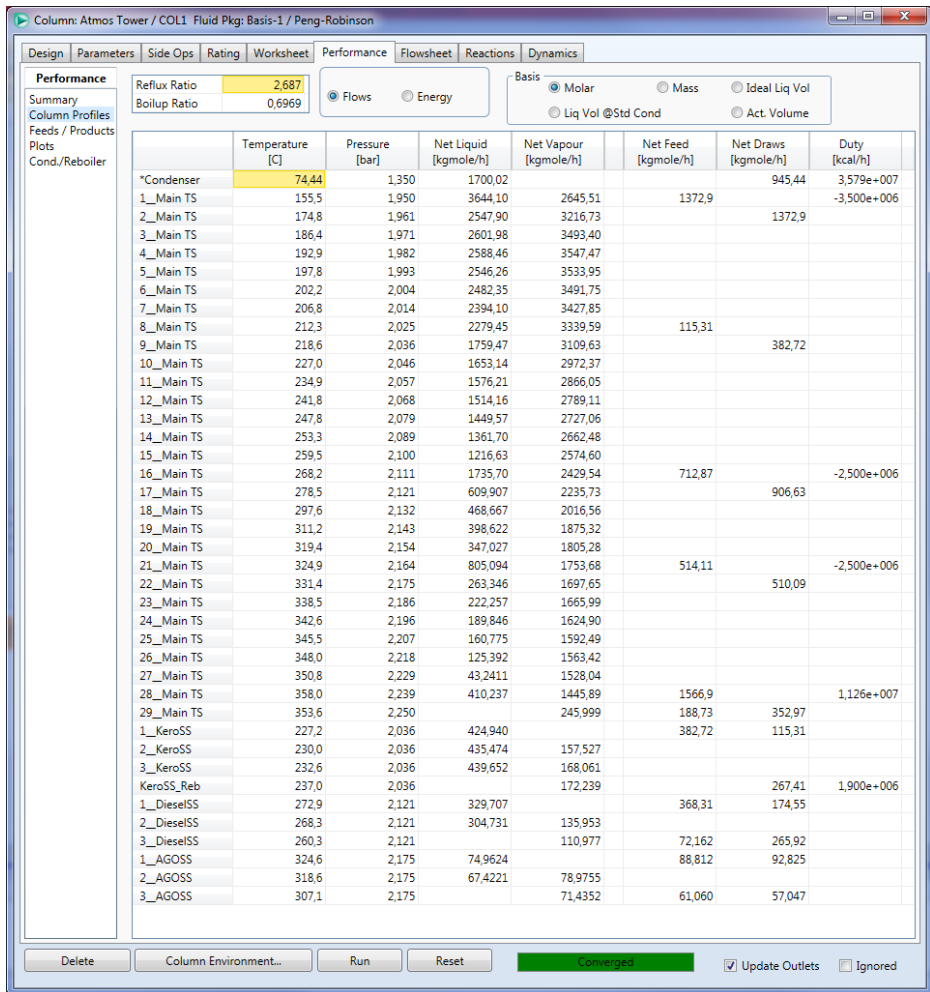 Column: Atmos Tower / COL1 Fluid Pkg: Basis-1 / Peng-Robinson
Design Parameters Side Ops Rating Worksheet Performance Flowsheet Reactions Dynamics
Performance
Summary
Column Profiles
Feeds / Products
Plots
Cond./Reboiler
Reflux Ratio 2,687
Boilup Ratio 0,6969
Flows Energy
Basis
Molar Mass Ideal Liq Vol
Liq Vol @Std Cond Act. Volume
Temperature Pressure Net Liquid Net Vapour Net Feed Net Draws Duty
[C] [bar] [kgmole/h] [kgmole/h] [kgmole/h] [kgmole/h] [kcal/h]
*Condenser 74,44 1,350 1700,02 945,44 3,579e+007
1__Main TS 155,5 1,950 3644,10 2645,51 1372,9 -3,500e+006
2__Main TS 174,8 1,961 2547,90 3216,73 1372,9
3__Main TS 186,4 1,971 2601,98 3493,40
4__Main TS 192,9 1,982 2588,46 3547,47
5__Main TS 197,8 1,993 2546,26 3533,95
6__Main TS 202,2 2,004 2482,35 3491,75
7__Main TS 206,8 2,014 2394,10 3427,85
8__Main TS 212,3 2,025 2279,45 3339,59 115,31
9__Main TS 218,6 2,036 1759,47 3109,63 382,72
10__Main TS 227,0 2,046 1653,14 2972,37
11__Main TS 234,9 2,057 1576,21 2866,05
12__Main TS 241,8 2,068 1514,16 2789,11
13__Main TS 247,8 2,079 1449,57 2727,06
14__Main TS 253,3 2,089 1361,70 2662,48
15__Main TS 259,5 2,100 1216,63 2574,60
16__Main TS 268,2 2,111 1735,70 2429,54 712,87 -2,500e+006
17__Main TS 278,5 2,121 609,907 2235,73 906,63
18__Main TS 297,6 2,132 468,667 2016,56
19__Main TS 311,2 2,143 398,622 1875,32
20__Main TS 319,4 2,154 347,027 1805,28
21__Main TS 324,9 2,164 805,094 1753,68 514,11 -2,500e+006
22__Main TS 331,4 2,175 263,346 1697,65 510,09
23__Main TS 338,5 2,186 222,257 1665,99
24__Main TS 342,6 2,196 189,846 1624,90
25__Main TS 345,5 2,207 160,775 1592,49
26__Main TS 348,0 2,218 125,392 1563,42
27__Main TS 350,8 2,229 43,2411 1528,04
28__Main TS 358,0 2,239 410,237 1445,89 1566,9 1,126e+007
29__Main TS 353,6 2,250 245,999 188,73 352,97
1__KeroSS 227,2 2,036 424,940 382,72 115,31
2__KeroSS 230,0 2,036 435,474 157,527
3__KeroSS 232,6 2,036 439,652 168,061
KeroSS_Reb 237,0 2,036 172,239 267,41 1,900e+006
1__DieselSS 272,9 2,121 329,707 368,31 174,55
2__DieselSS 268,3 2,121 304,731 135,953
3__DieselSS 260,3 2,121 110,977 72,162 265,92
1__AGOSS 324,6 2,175 74,9624 88,812 92,825
2__AGOSS 318,6 2,175 67,4221 78,9755
3__AGOSS 307,1 2,175 71,4352 61,060 57,047
Delete Column Environment... Run Reset Converged Update Outlets Ignored